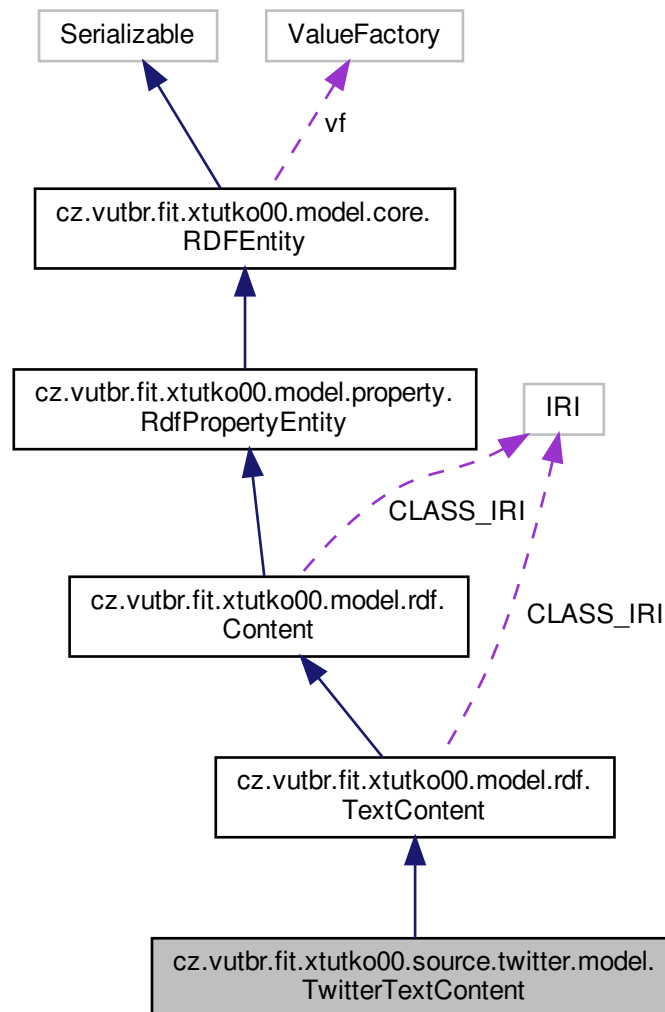 Serializable
ValueFactory
vf
cz.vutbr.fit.xtutko00.model.core.
RDFEntity
cz.vutbr.fit.xtutko00.model.property.
RdfPropertyEntity
IRI
CLASS_IRI
cz.vutbr.fit.xtutko00.model.rdf.
Content
CLASS_IRI
cz.vutbr.fit.xtutko00.model.rdf.
TextContent
cz.vutbr.fit.xtutko00.source.twitter.model.
TwitterTextContent